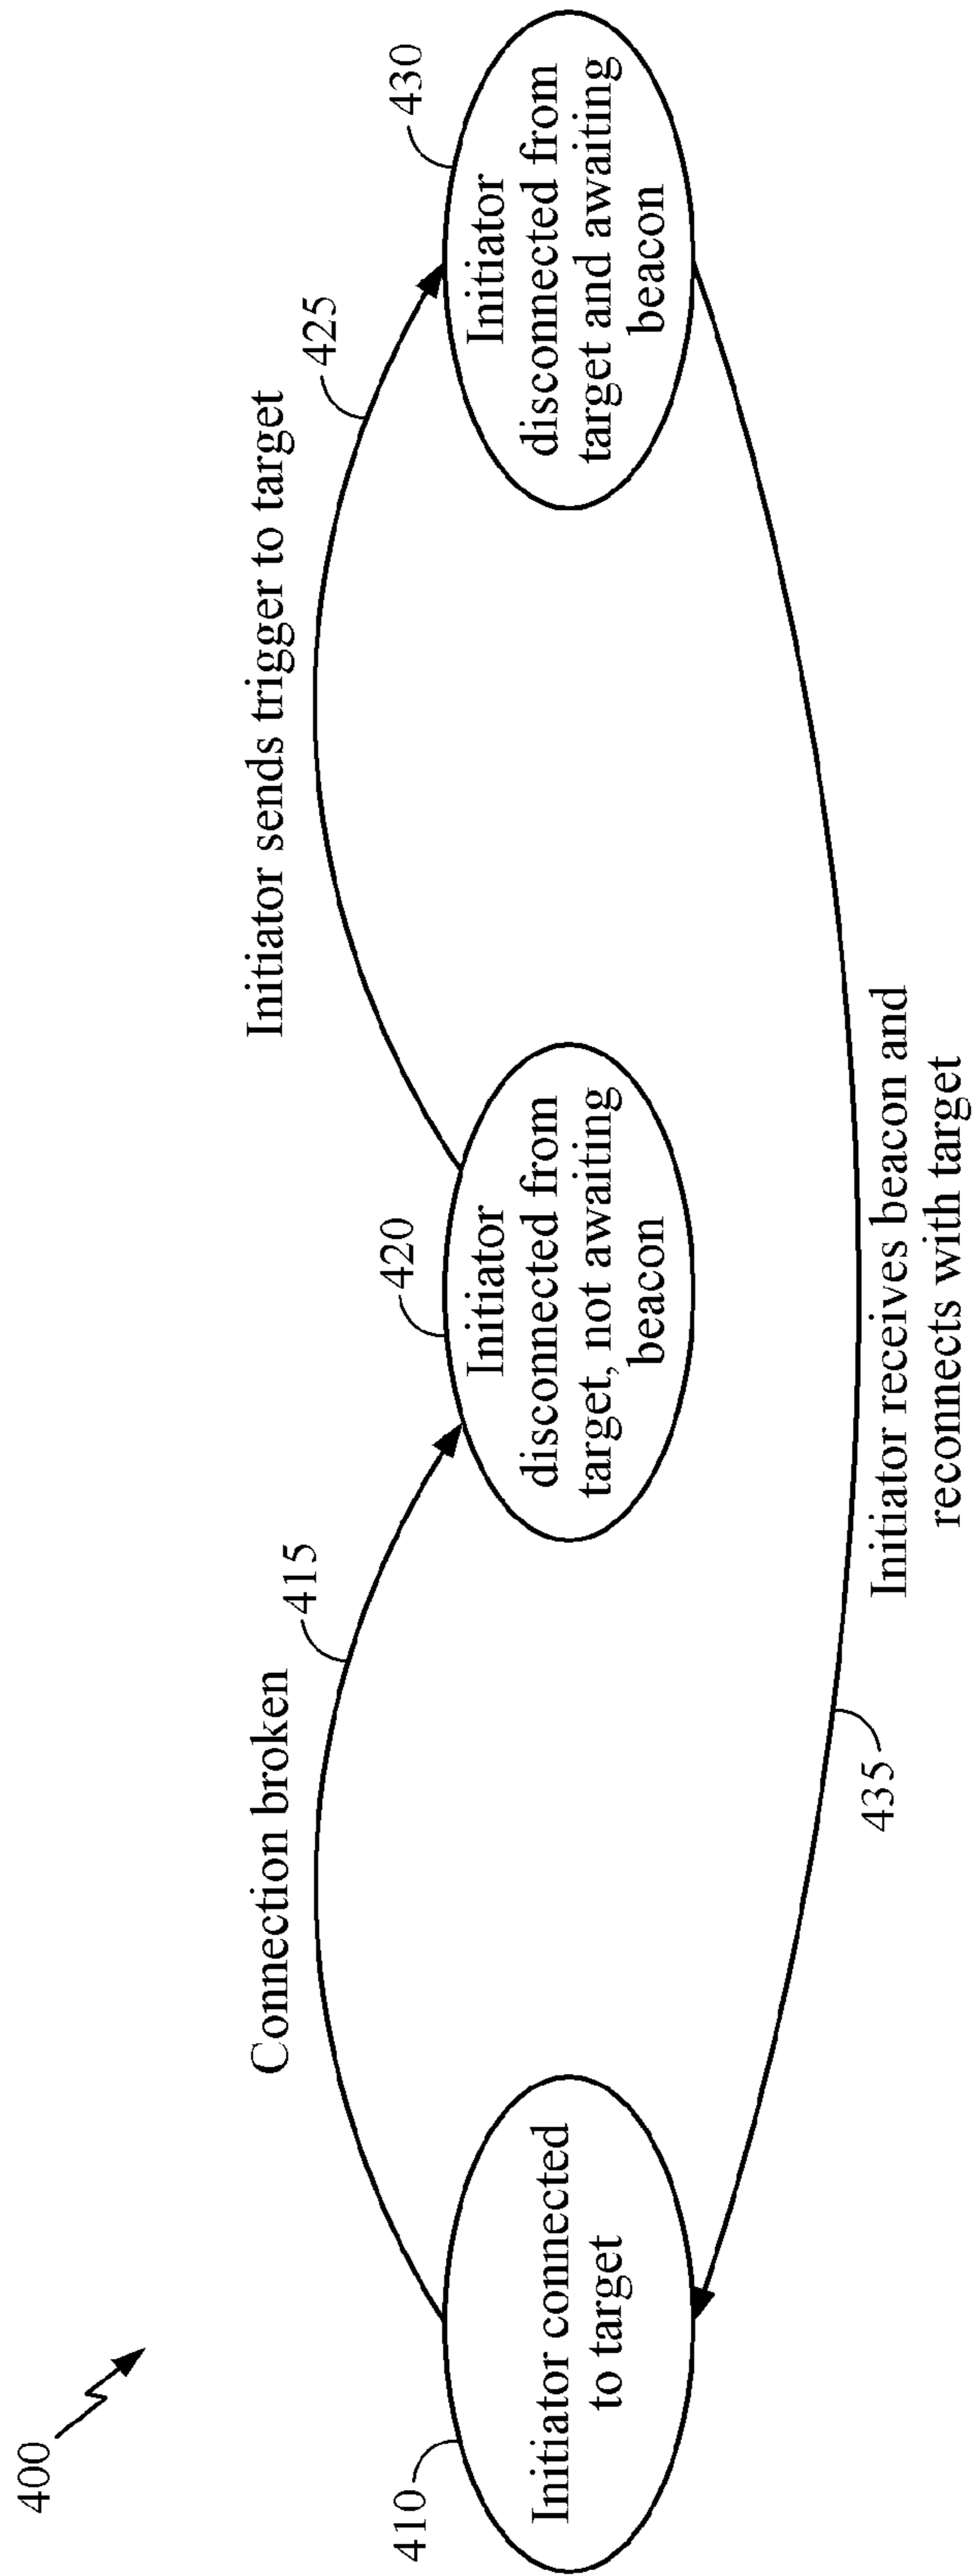 400
Connection broken
415
Initiator sends trigger to target
425
410
Initiator connected
to target
420
Initiator
disconnected from
target, not awaiting
beacon
430
Initiator
disconnected from
target and awaiting
beacon
435
Initiator receives beacon and
reconnects with target